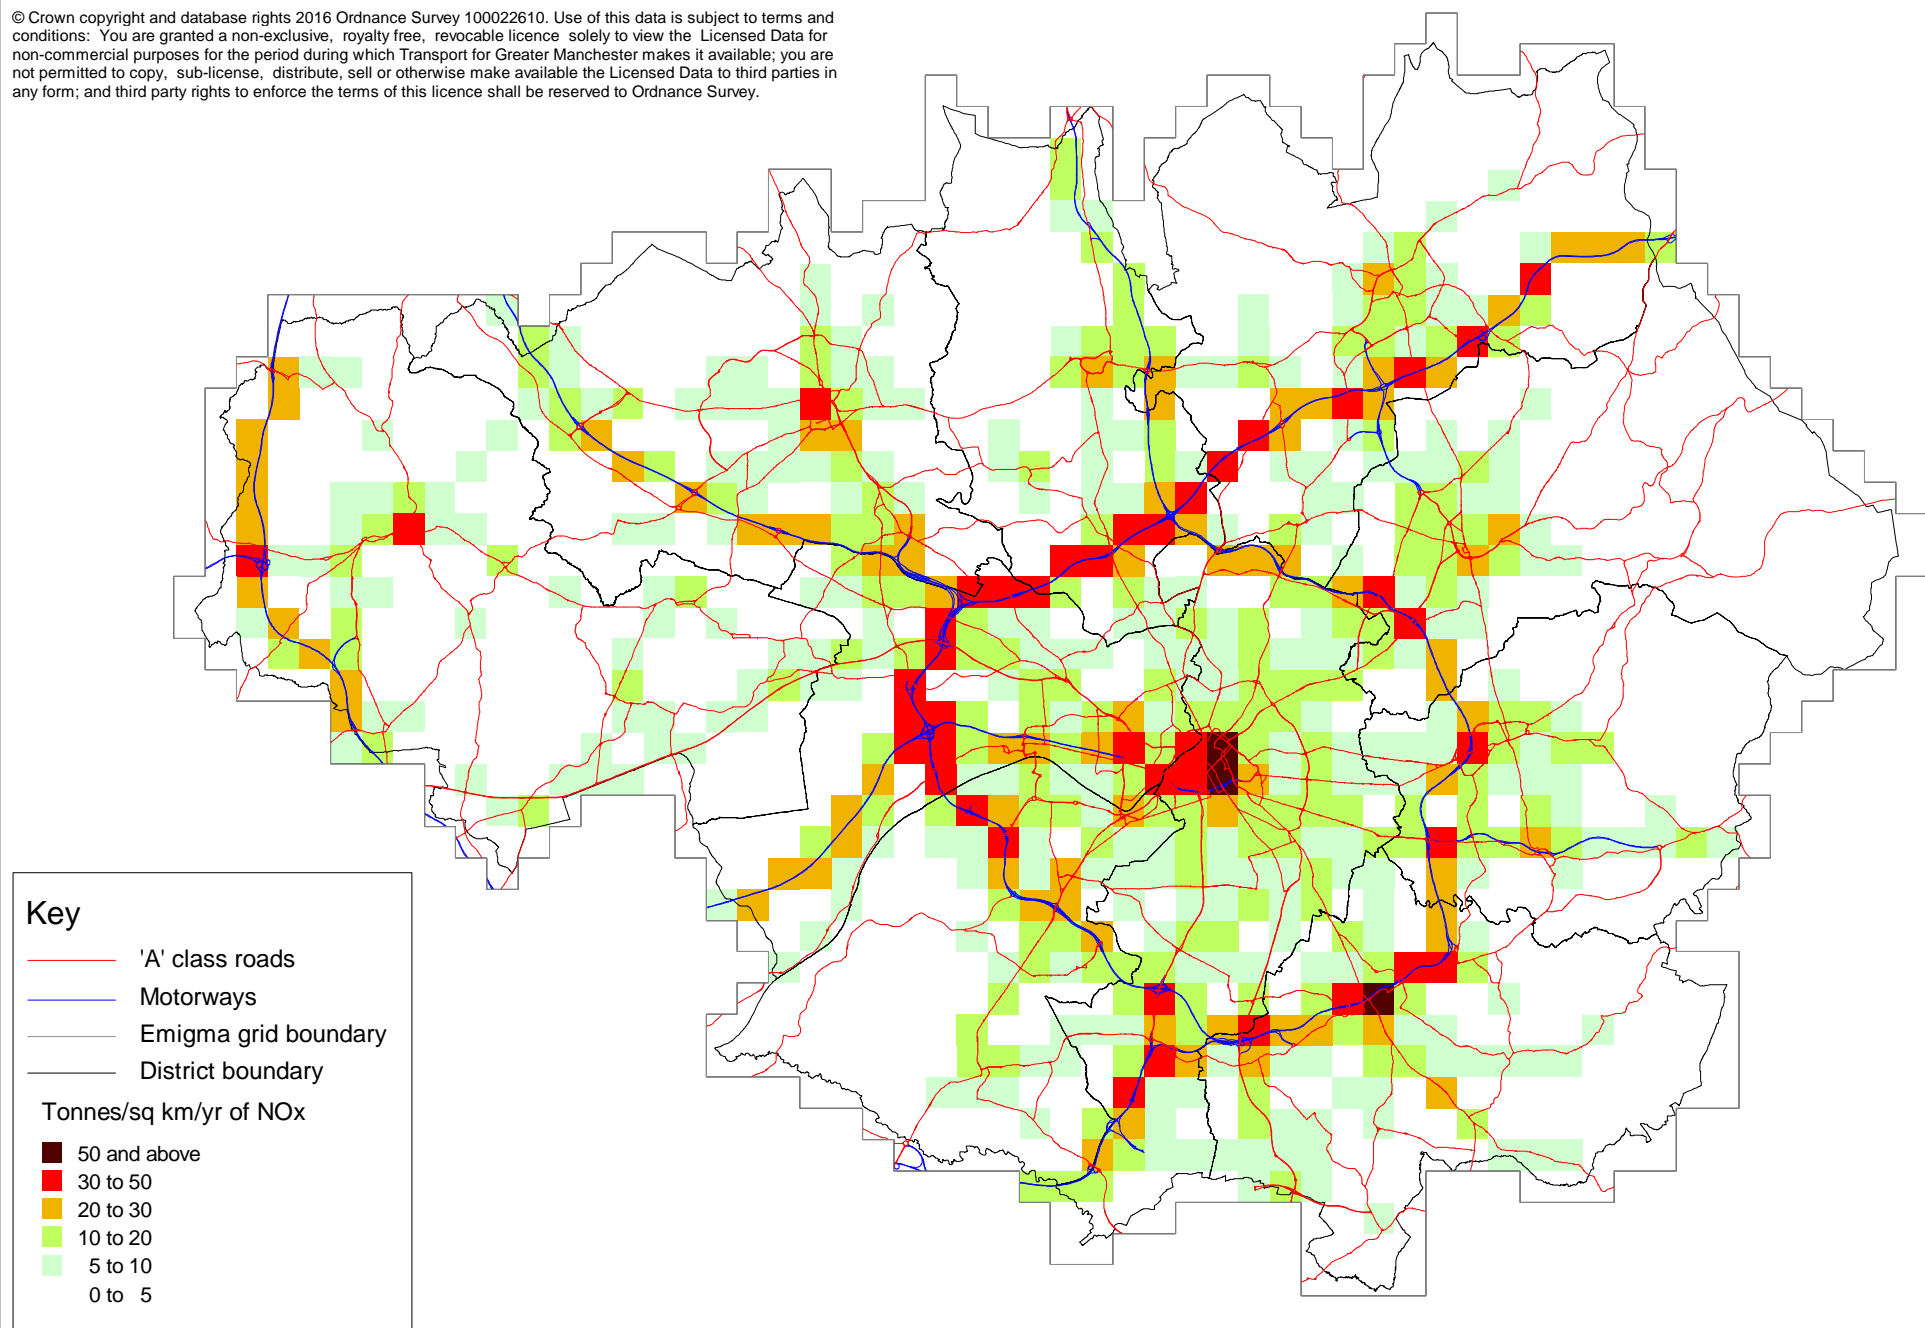 © Crown copyright and database rights 2016 Ordnance Survey 100022610. Use of this data is subject to terms and
conditions: You are granted a non-exclusive, royalty free, revocable licence solely to view the Licensed Data for
non-commercial purposes for the period during which Transport for Greater Manchester makes it available; you are
not permitted to copy, sub-license, distribute, sell or otherwise make available the Licensed Data to third parties in
any form; and third party rights to enforce the terms of this licence shall be reserved to Ordnance Survey.
Key
'A' class roads
Motorways
Emigma grid boundary
District boundary
Tonnes/sq km/yr of NOx
50 and above
30 to 50
20 to 30
10 to 20
5 to 10
0 to 5